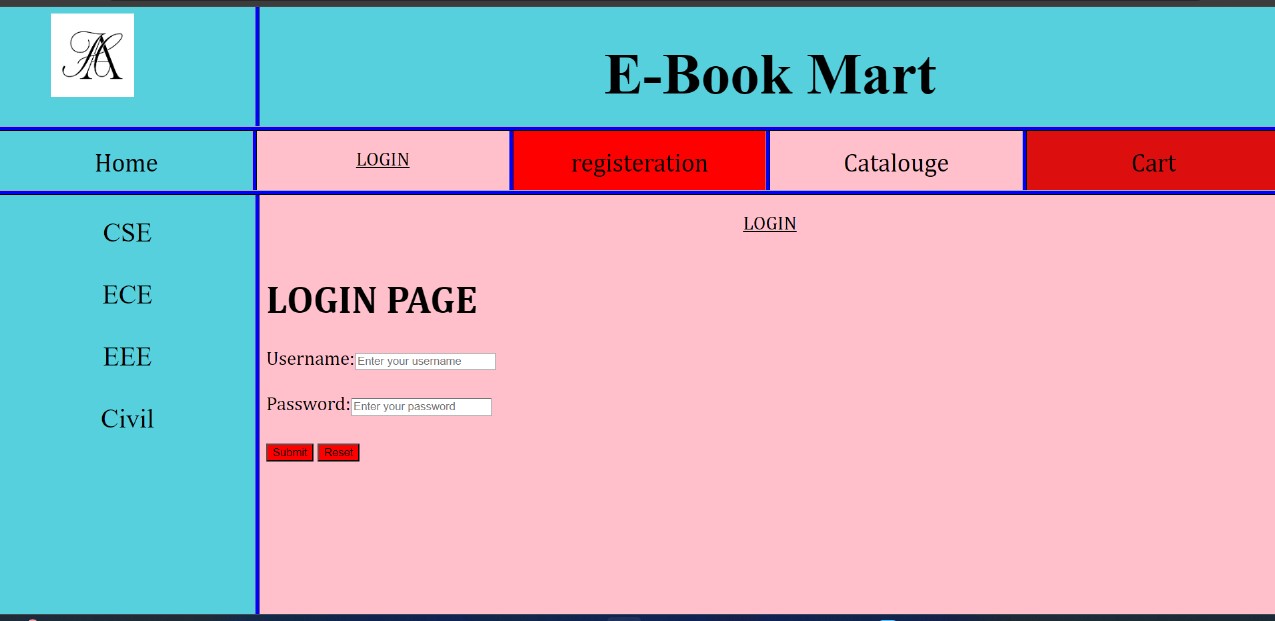 E-Book Mart
Home LOGIN registeration Catalouge Cart
CSE
ECE
EEE
Civil
LOGIN
LOGIN PAGE
Username: Enter your username
Password: Enter your password
Submit Reset